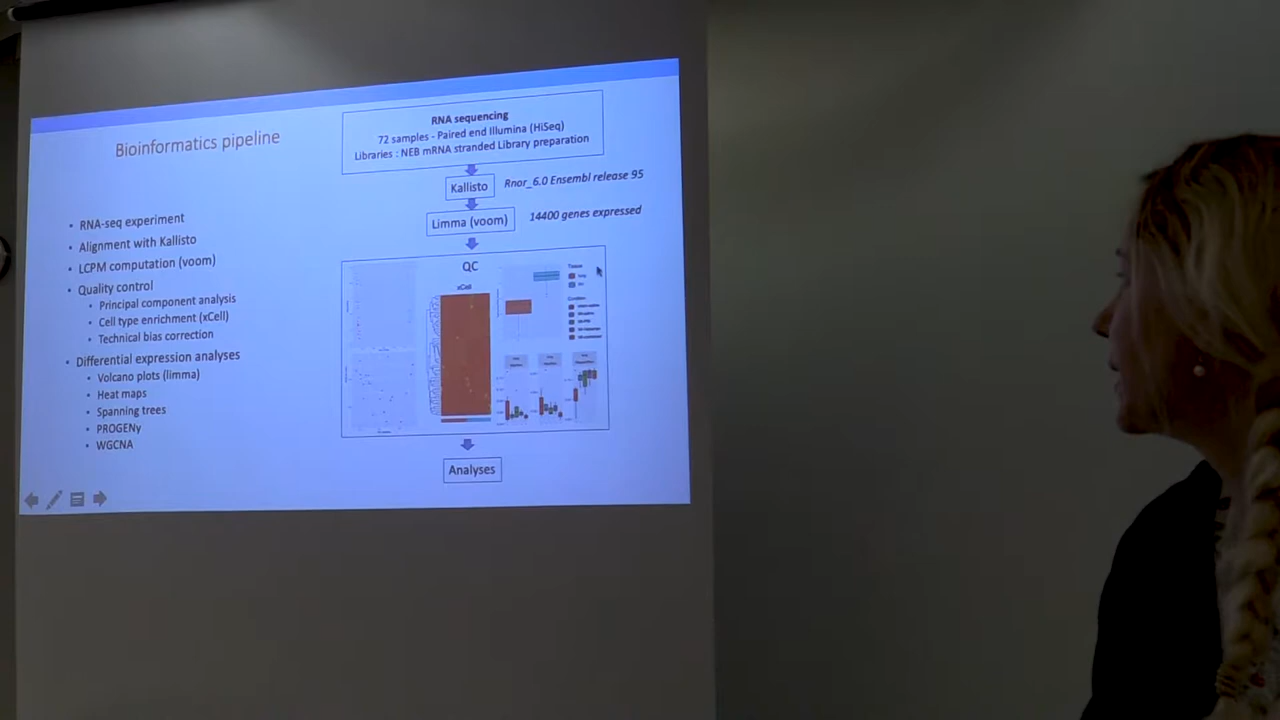 Bioinformatics pipeline
• RNA-seq experiment
• Alignment with Kallisto
• LCPM computation (voom)
• Quality control
• Principal component analysis
• Cell type enrichment (xCell)
• Technical bias correction
• Differential expression analyses
• Volcano plots (limma)
• Heat maps
• Spanning trees
• PROGENy
• WGCNA
RNA sequencing
72 samples - Paired end Illumina (HiSeq)
Libraries : NEB mRNA stranded Library preparation
Kallisto
Rnor_6.0 Ensembl release 95
Limma (voom)
14400 genes expressed
QC
xCell
Tissue
Analyses